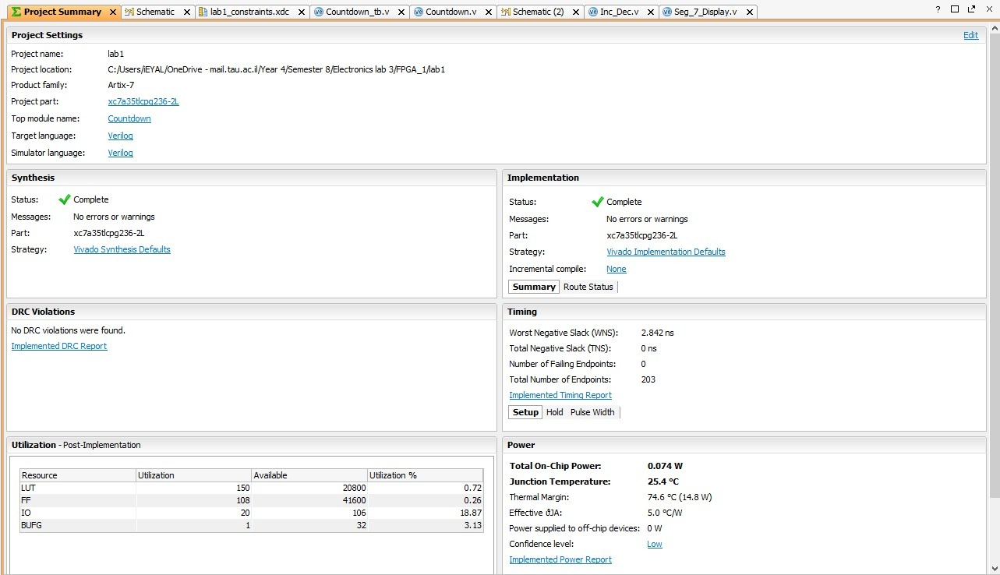 Project Summary Schematic lab1_constraints.xdc Countdown_tb.v Countdown.v Schematic (2) Inc_Dec.v Seg_7_Display.v
Project Settings Edit
Project name: lab1
Project location: C:/Users/iEYAL/OneDrive - mail.tau.ac.il/Year 4/Semester 8/Electronics lab 3/FPGA_1/lab1
Product family: Artix-7
Project part: xc7a35tlcpg236-2L
Top module name: Countdown
Target language: Verilog
Simulator language: Verilog
Synthesis
Status: Complete
Messages: No errors or warnings
Part: xc7a35tlcpg236-2L
Strategy: Vivado Synthesis Defaults
Implementation
Status: Complete
Messages: No errors or warnings
Part: xc7a35tlcpg236-2L
Strategy: Vivado Implementation Defaults
Incremental compile: None
Summary Route Status
DRC Violations
No DRC violations were found.
Implemented DRC Report
Timing
Worst Negative Slack (WNS): 2.842 ns
Total Negative Slack (TNS): 0 ns
Number of Failing Endpoints: 0
Total Number of Endpoints: 203
Implemented Timing Report
Setup Hold Pulse Width
Utilization - Post-Implementation
Resource Utilization Available Utilization %
LUT 150 20800 0.72
FF 108 41600 0.26
IO 20 106 18.87
BUFG 1 32 3.13
Power
Total On-Chip Power: 0.074 W
Junction Temperature: 25.4 °C
Thermal Margin: 74.6 °C (14.8 W)
Effective ϑJA: 5.0 °C/W
Power supplied to off-chip devices: 0 W
Confidence level: Low
Implemented Power Report